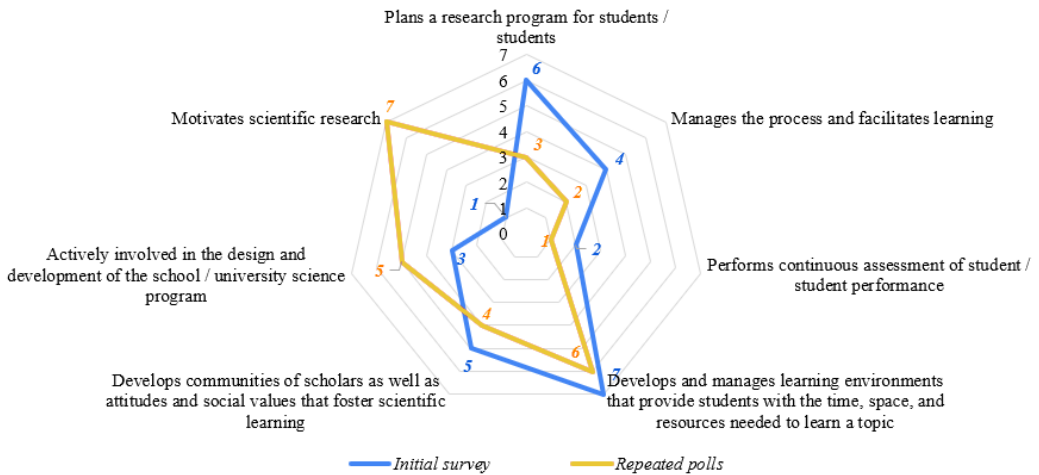 Plans a research program for students /
students
7
6
5
4
3
2
1
0
6
4
2
7
5
3
1
3
2
1
6
4
5
7
Motivates scientific research
Manages the process and facilitates learning
Actively involved in the design and
development of the school / university science
program
Performs continuous assessment of student /
student performance
Develops communities of scholars as well as
attitudes and social values that foster scientific
learning
Develops and manages learning environments
that provide students with the time, space, and
resources needed to learn a topic
Initial survey
Repeated polls